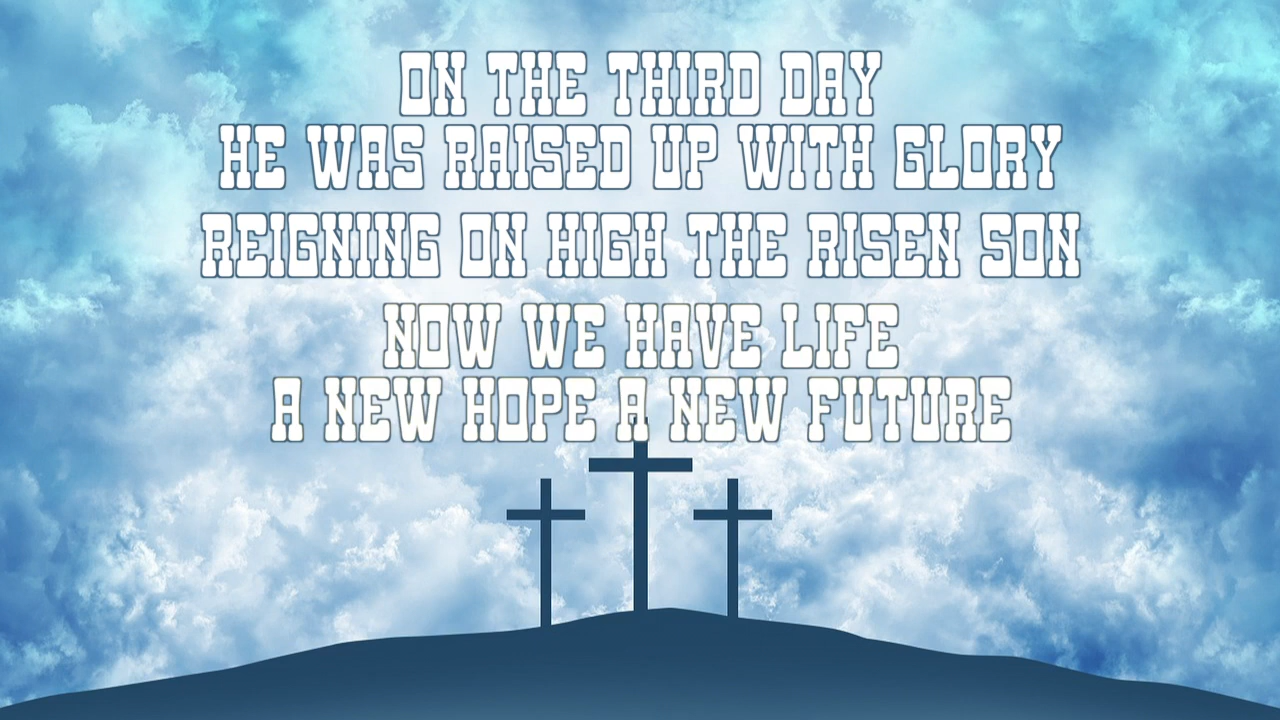 ON THE THIRD DAY
HE WAS RAISED UP WITH GLORY
REIGNING ON HIGH THE RISEN SON
NOW WE HAVE LIFE
A NEW HOPE A NEW FUTURE